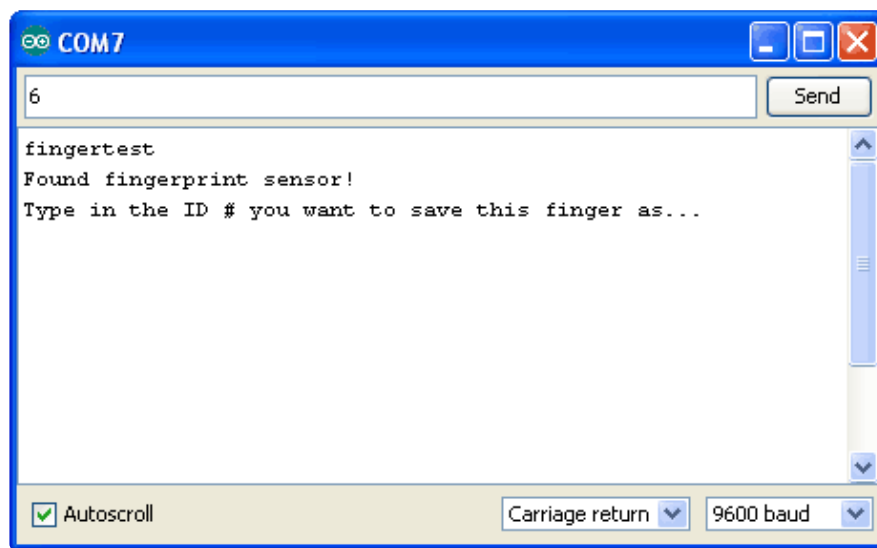 COM7
6
Send
fingertest
Found fingerprint sensor!
Type in the ID # you want to save this finger as...
Autoscroll
Carriage return
9600 baud